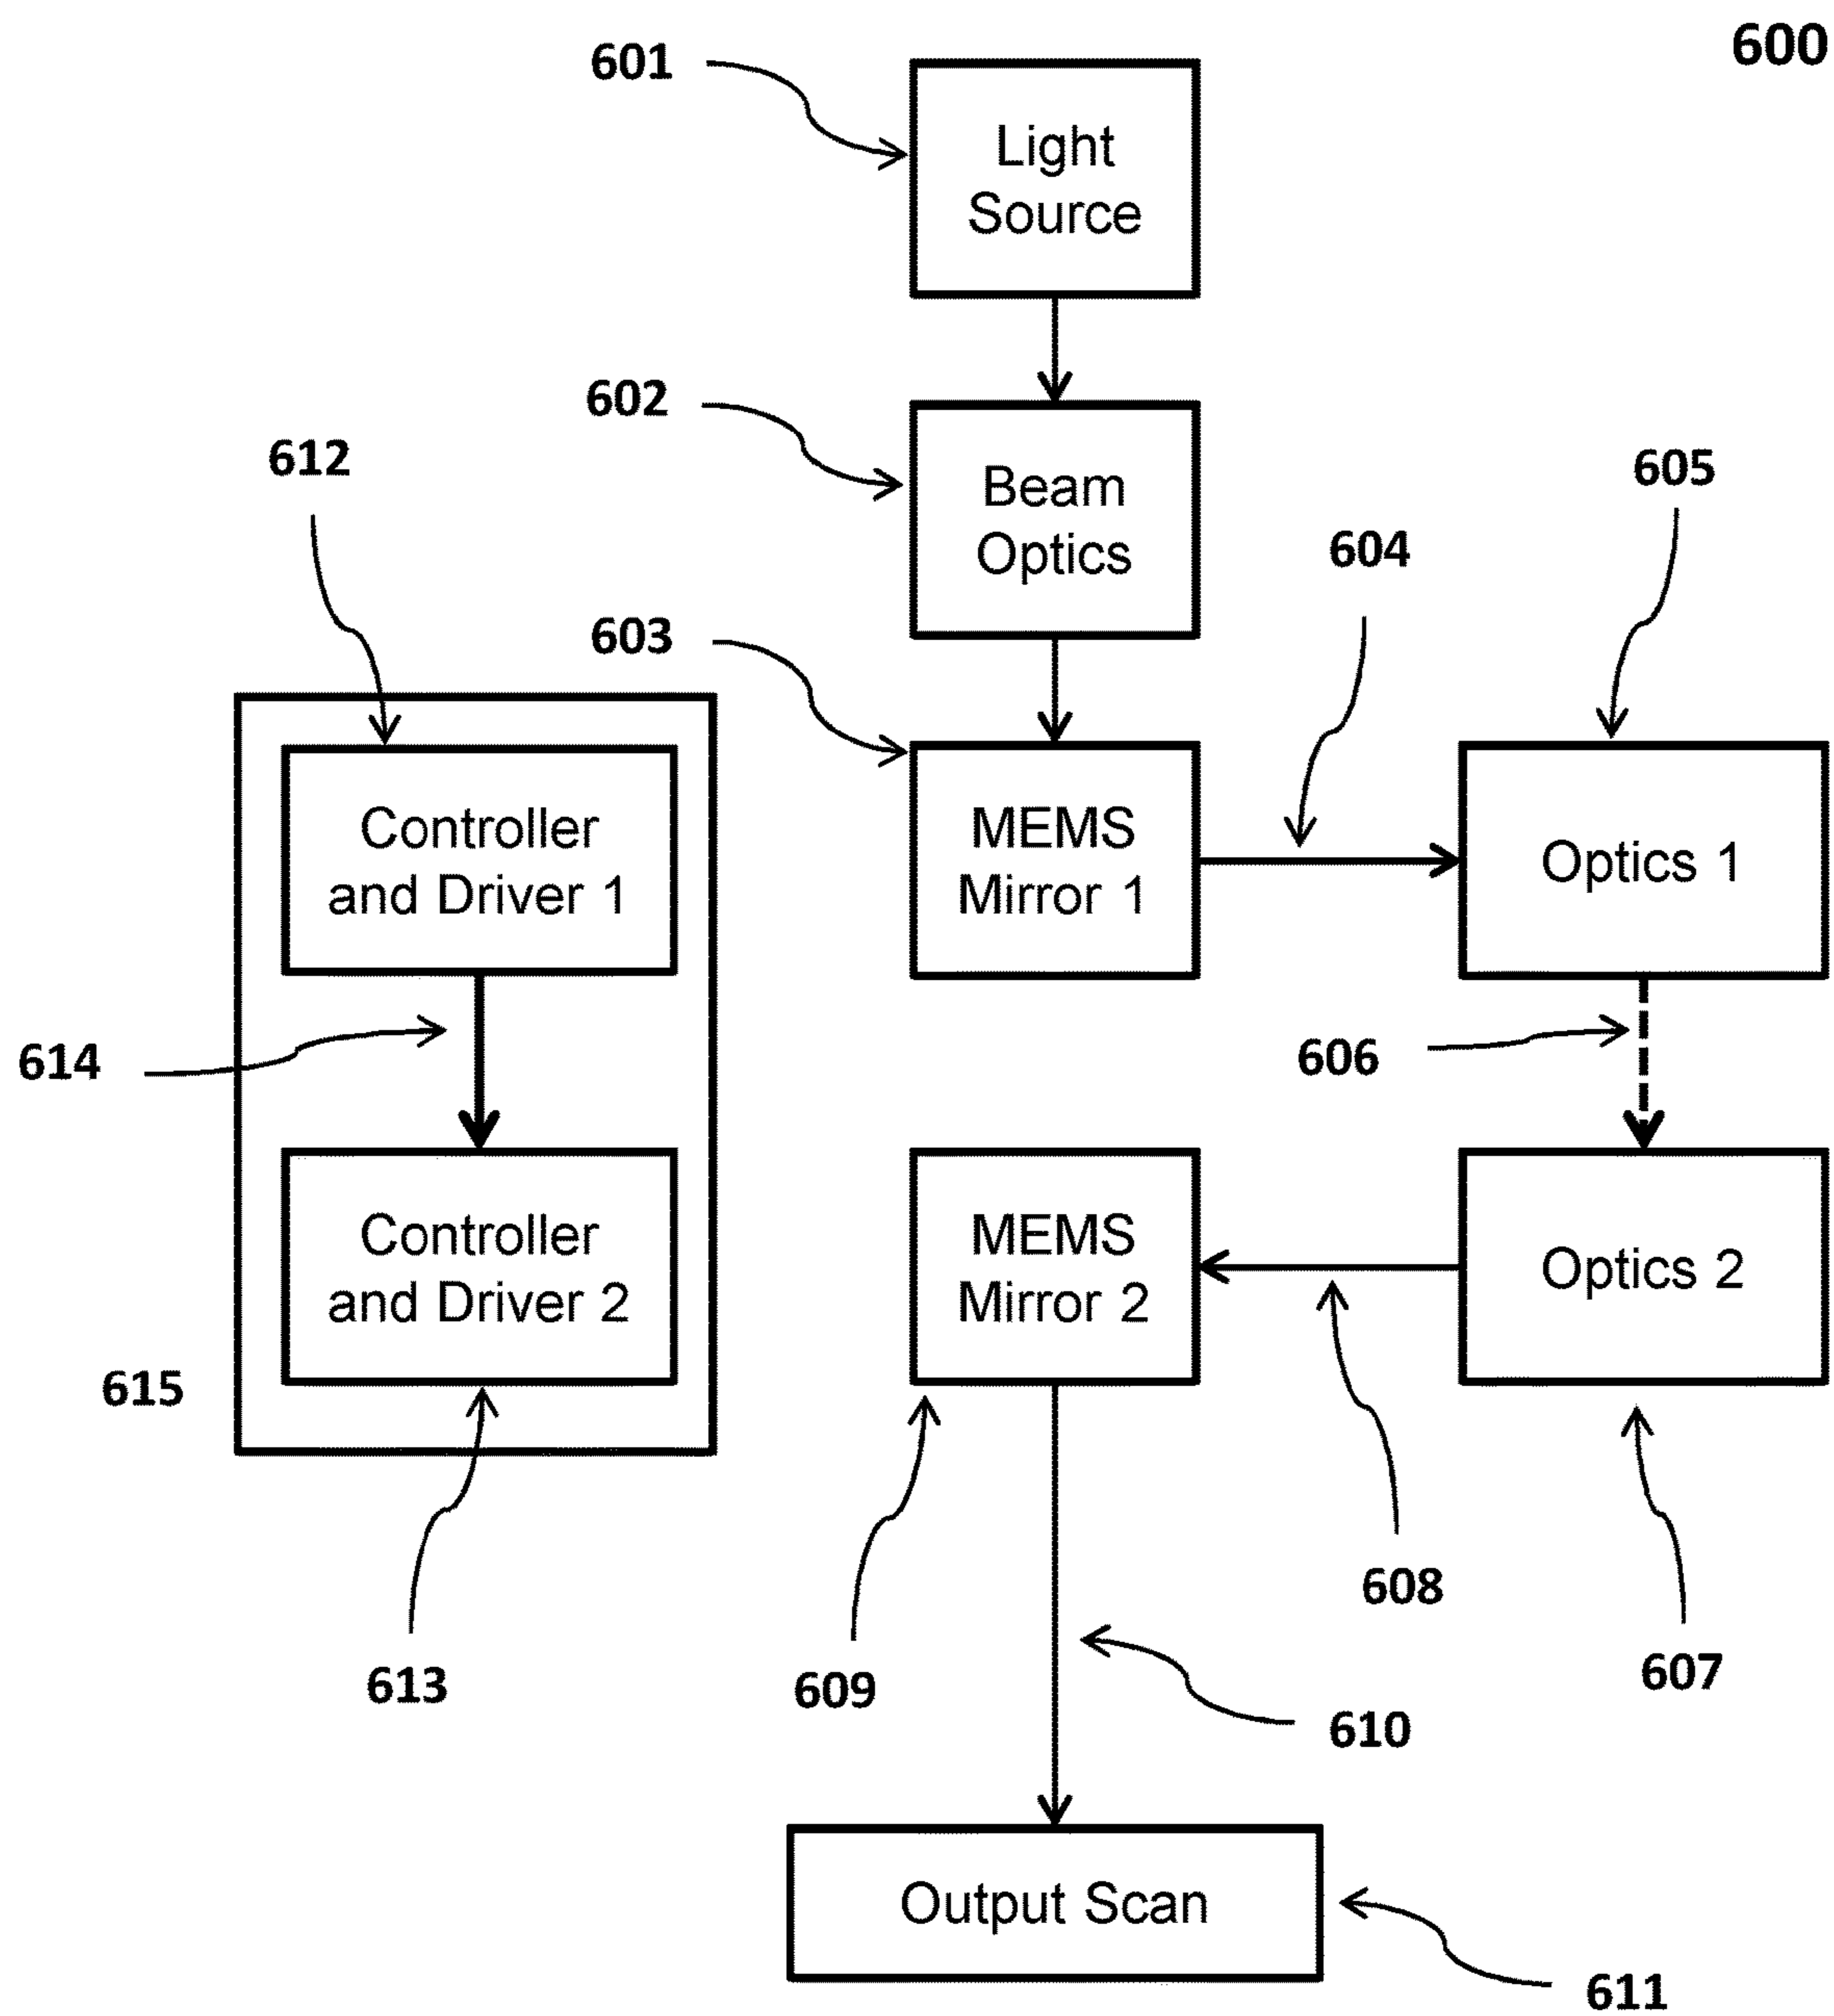 600
601
Light
Source
602
Beam
Optics
612
605
604
603
Controller
and Driver 1
MEMS
Mirror 1
Optics 1
614
606
Controller
and Driver 2
MEMS
Mirror 2
Optics 2
615
608
613
609
607
610
Output Scan
611